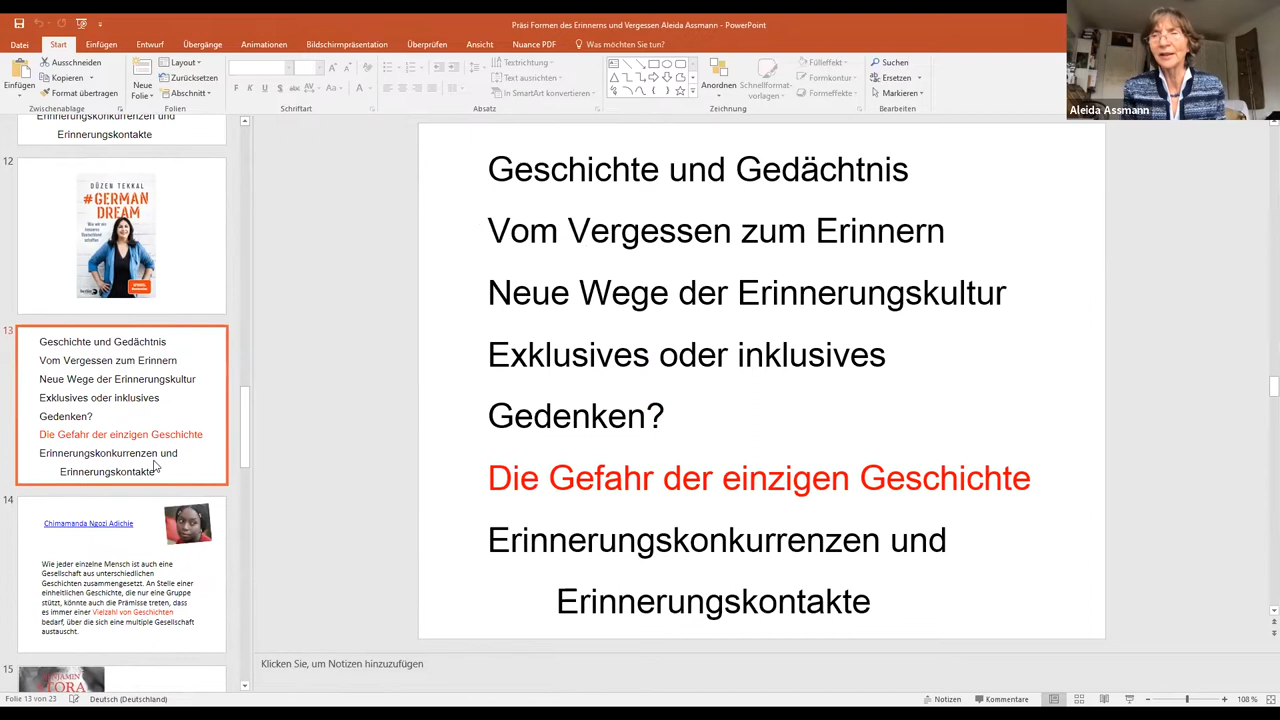 Präsi Formen des Erinnerns und Vergessen Aleida Assmann - PowerPoint
Datei Start Einfügen Entwurf Übergänge Animationen Bildschirmpräsentation Überprüfen Ansicht Nuance PDF Was möchten Sie tun?
Einfügen
Ausschneiden
Kopieren
Format übertragen
Zwischenablage
Neue
Folie
Layout
Zurücksetzen
Abschnitt
Folien
F K U S abc AV Aa A
Schriftart
Textrichtung
Text ausrichten
In SmartArt konvertieren
Absatz
Anordnen
Schnellformat-
vorlagen
Fülleffekt
Formkontur
Formeffekte
Zeichnung
Suchen
Ersetzen
Markieren
Bearbeiten
Aleida Assmann
Erinnerungskonkurrenzen und
Erinnerungskontakte
12
DÜZEN TEKKAL
#GERMAN
DREAM
13
Geschichte und Gedächtnis
Vom Vergessen zum Erinnern
Neue Wege der Erinnerungskultur
Exklusives oder inklusives
Gedenken?
Die Gefahr der einzigen Geschichte
Erinnerungskonkurrenzen und
Erinnerungskontakte
14
Chimamanda Ngozi Adichie
Wie jeder einzelne Mensch ist auch eine
Gesellschaft aus unterschiedlichen
Geschichten zusammengesetzt. An Stelle einer
einheitlichen Geschichte, die nur eine Gruppe
stützt, könnte auch die Prämisse treten, dass
es immer einer Vielzahl von Geschichten
bedarf, über die sich eine multiple Gesellschaft
austauscht.
15
BENJAMIN
STORA
Geschichte und Gedächtnis
Vom Vergessen zum Erinnern
Neue Wege der Erinnerungskultur
Exklusives oder inklusives
Gedenken?
Die Gefahr der einzigen Geschichte
Erinnerungskonkurrenzen und
Erinnerungskontakte
Klicken Sie, um Notizen hinzuzufügen
Folie 13 von 23 Deutsch (Deutschland) Notizen Kommentare 108 %